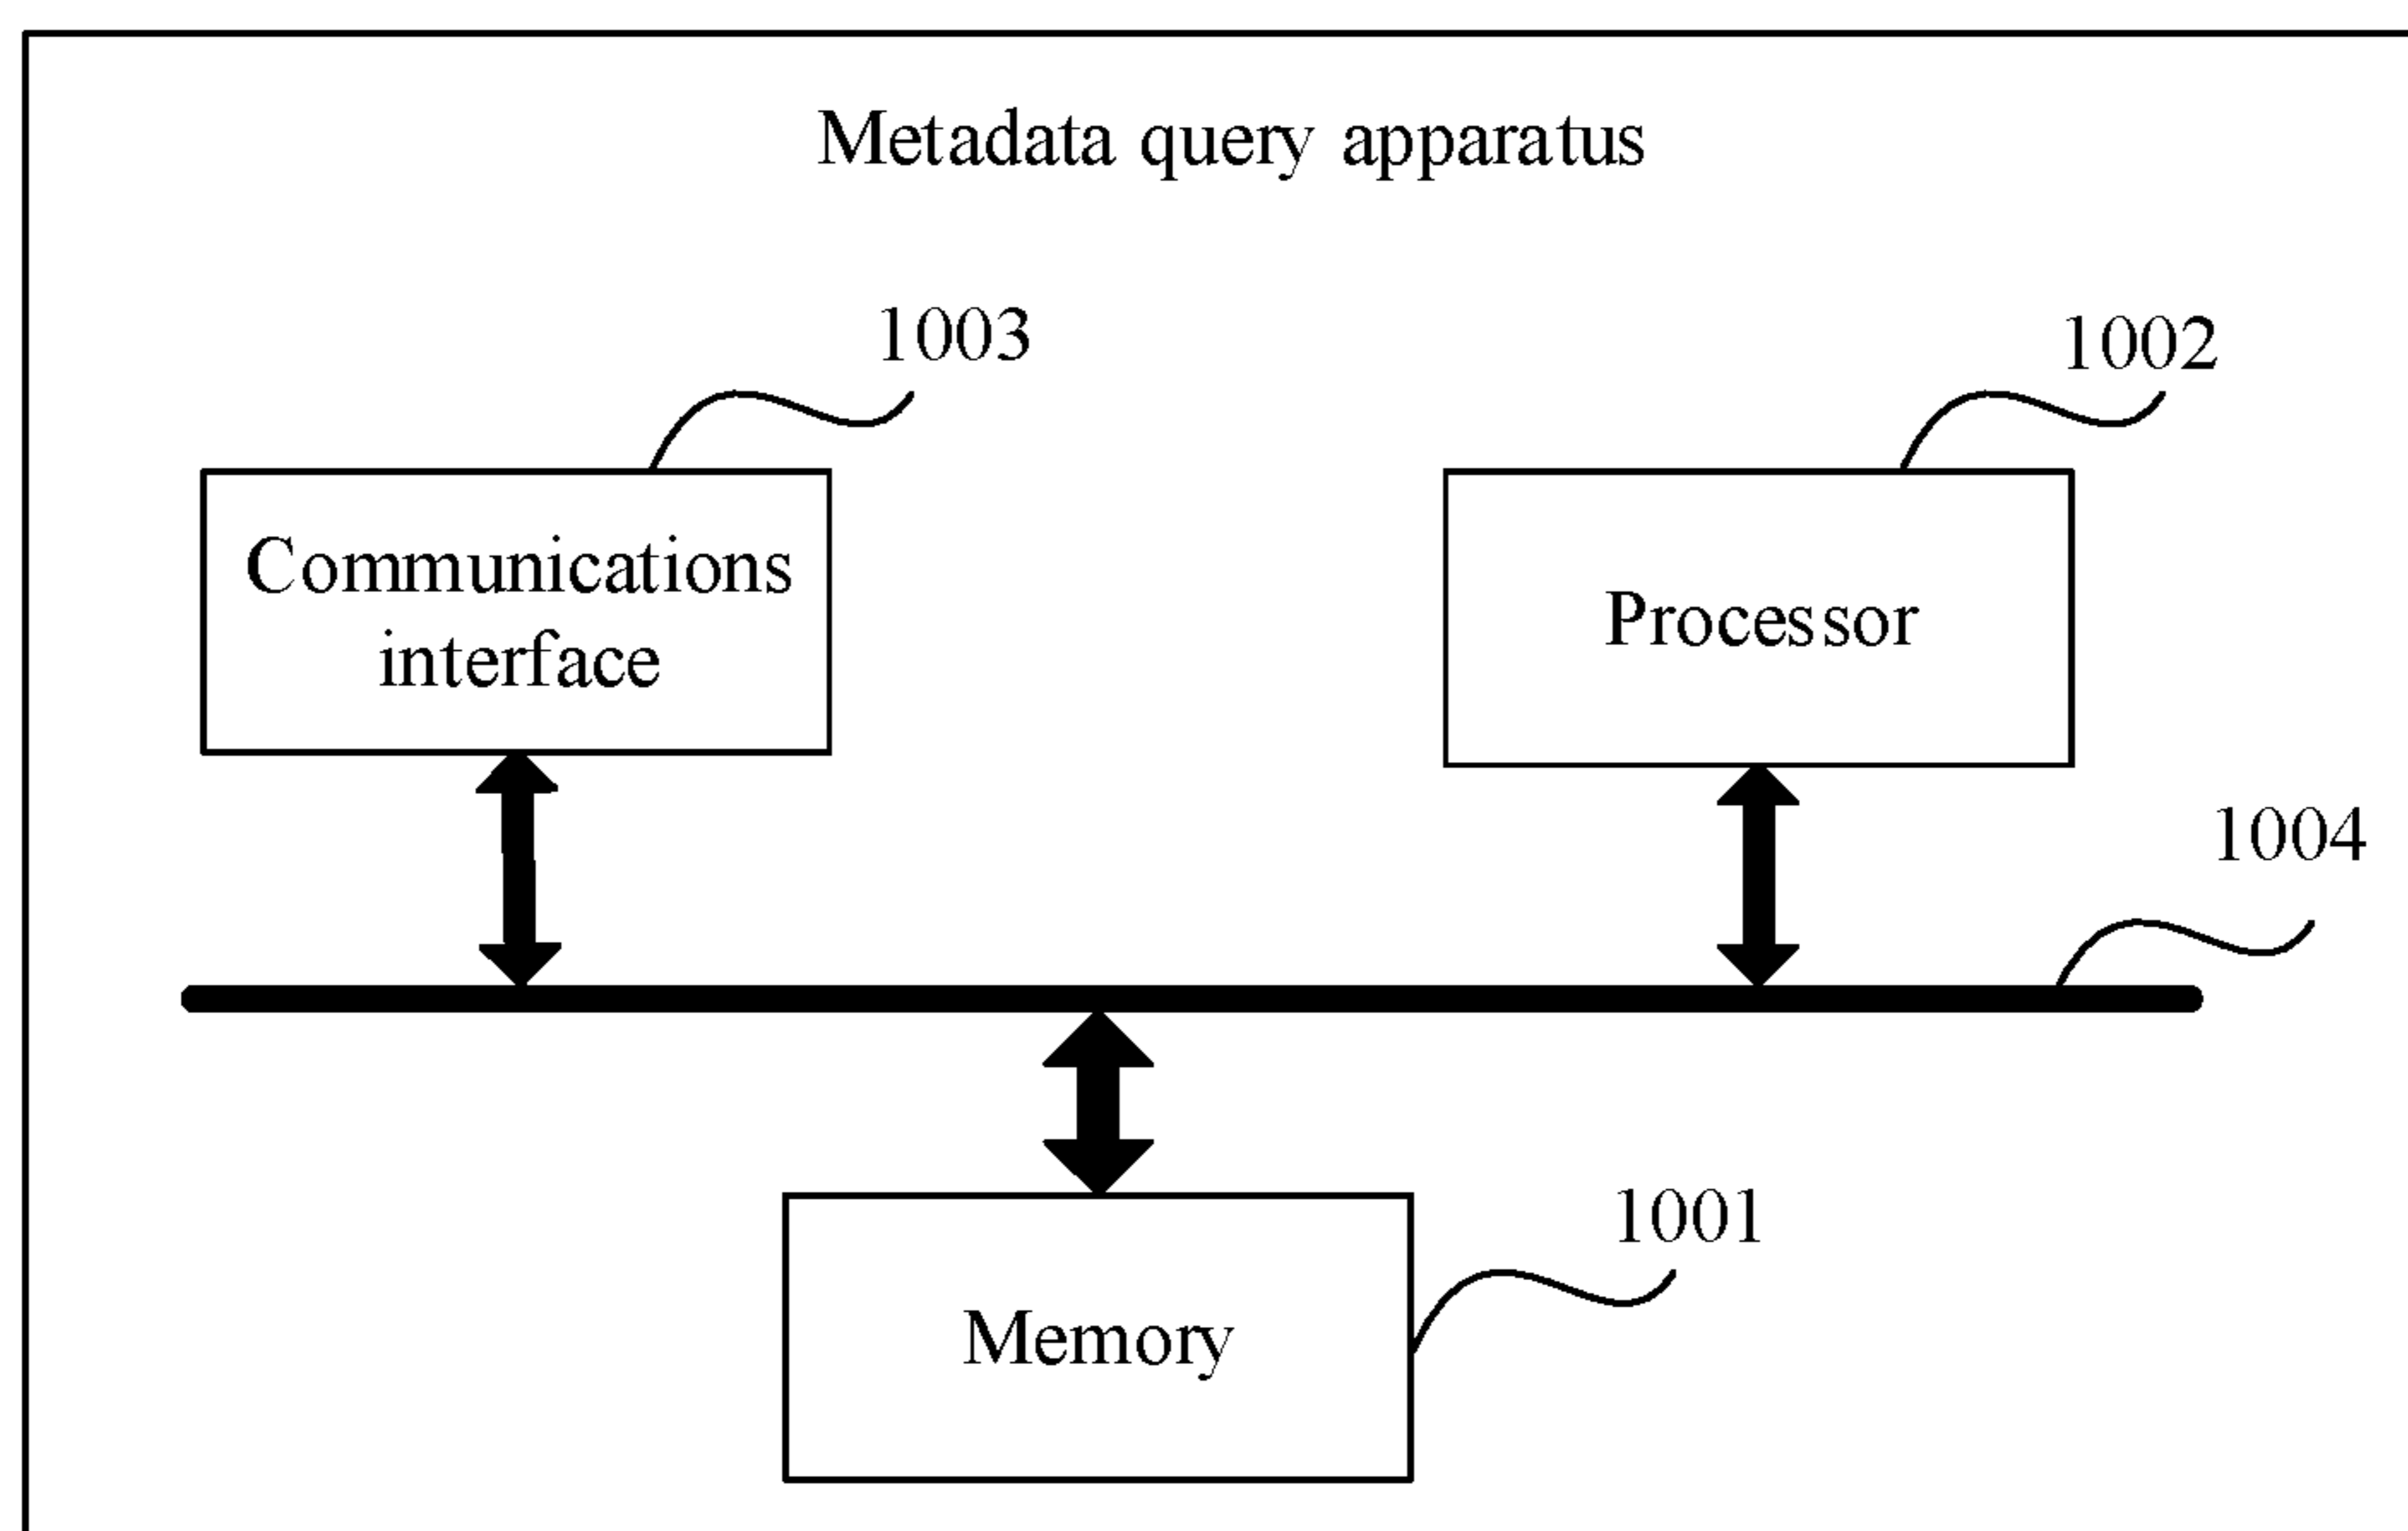 Metadata query apparatus
1003
1002
Communications
interface
Processor
1004
1001
Memory